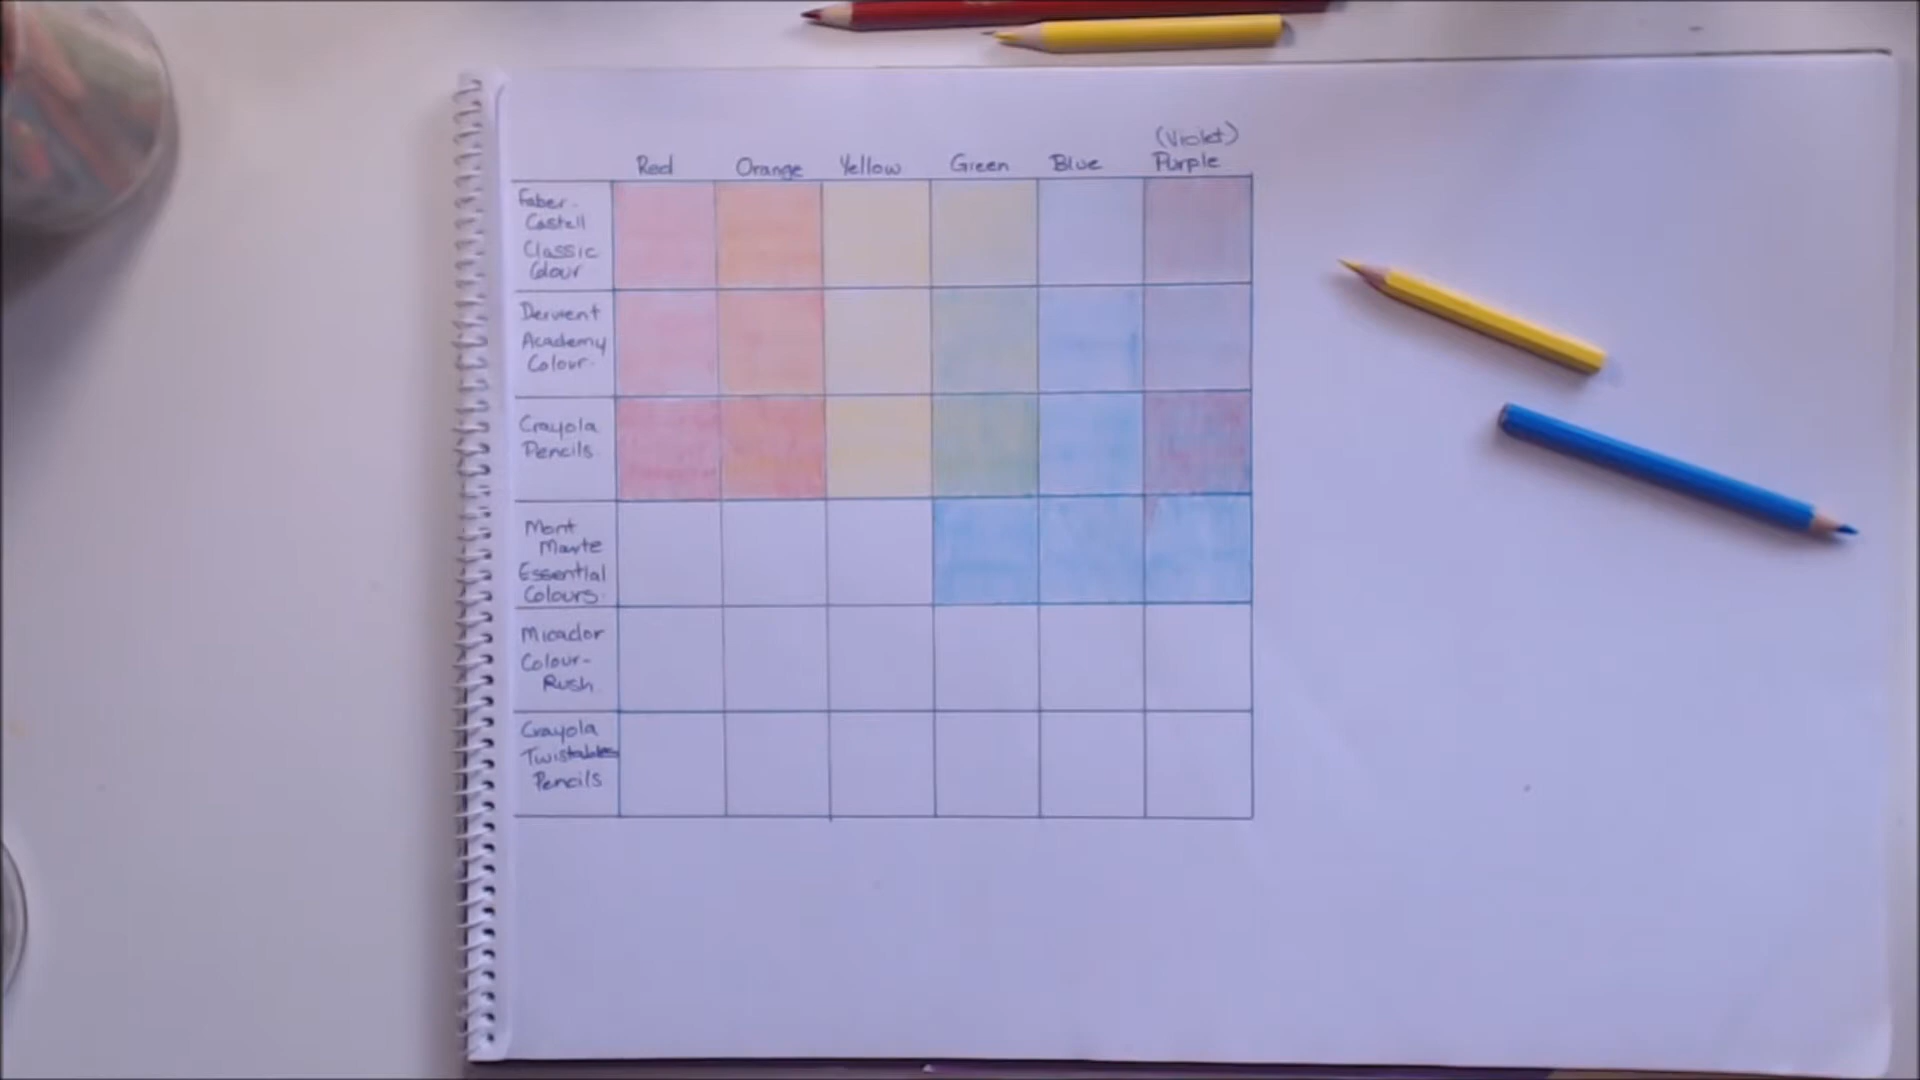 (Violet)
Red Orange Yellow Green Blue Purple
Faber-
Castell
Classic
Colour
Derwent
Academy
Colour.
Crayola
Pencils.
Mont
Marte
Essential
Colours.
Micador
Colour-
Rush
Crayola
Twistables
Pencils